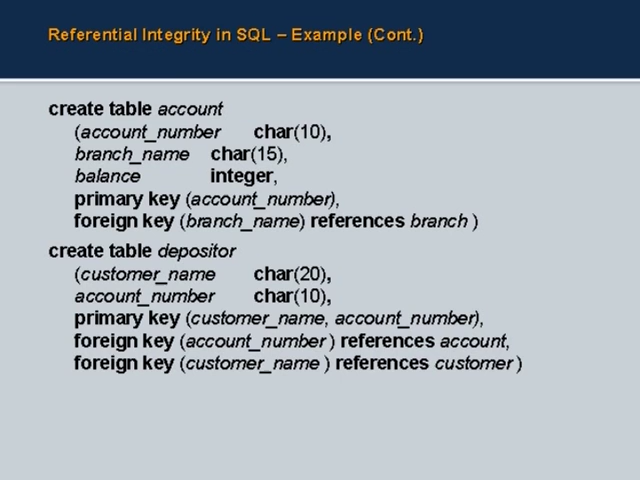 Referential Integrity in SQL – Example (Cont.)
create table account
(account_number char(10),
branch_name char(15),
balance integer,
primary key (account_number),
foreign key (branch_name) references branch )
create table depositor
(customer_name char(20),
account_number char(10),
primary key (customer_name, account_number),
foreign key (account_number ) references account,
foreign key (customer_name ) references customer )